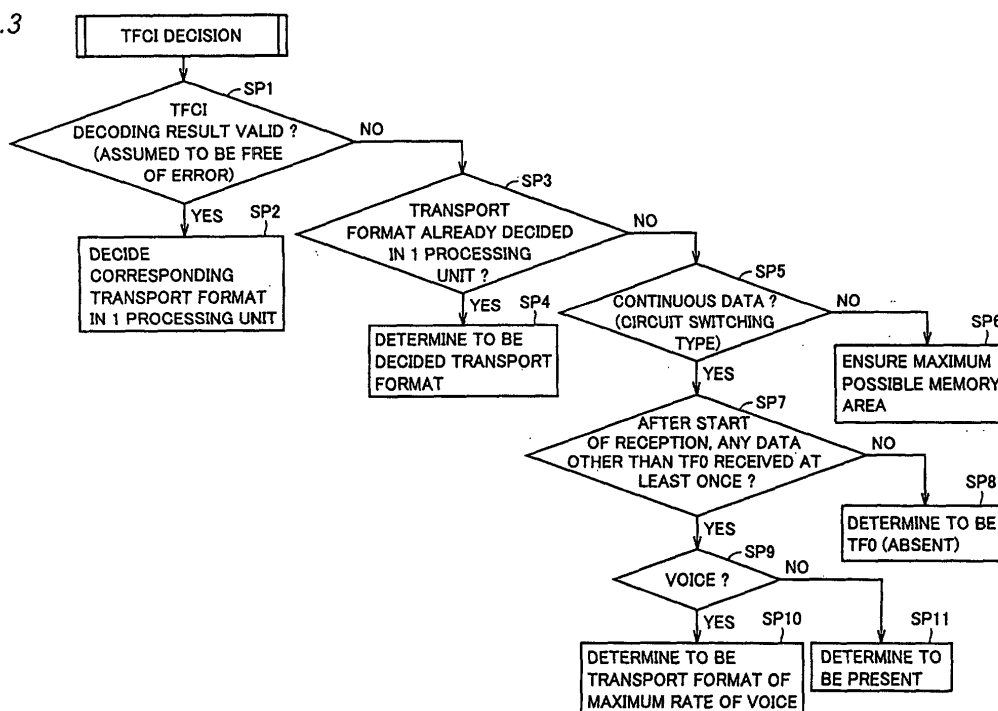 .3
TFCI DECISION
SP1
TFCI
DECODING RESULT VALID ?
(ASSUMED TO BE FREE
OF ERROR)
NO
YES
SP2
DECIDE
CORRESPONDING
TRANSPORT FORMAT
IN 1 PROCESSING UNIT
SP3
TRANSPORT
FORMAT ALREADY DECIDED
IN 1 PROCESSING
UNIT ?
NO
YES
SP4
DETERMINE TO BE
DECIDED TRANSPORT
FORMAT
SP5
CONTINUOUS DATA ?
(CIRCUIT SWITCHING
TYPE)
NO
YES
SP6
ENSURE MAXIMUM
POSSIBLE MEMORY
AREA
SP7
AFTER START
OF RECEPTION, ANY DATA
OTHER THAN TF0 RECEIVED AT
LEAST ONCE ?
NO
YES
SP8
DETERMINE TO BE
TF0 (ABSENT)
SP9
VOICE ?
NO
YES
SP10
DETERMINE TO BE
TRANSPORT FORMAT OF
MAXIMUM RATE OF VOICE
SP11
DETERMINE TO
BE PRESENT